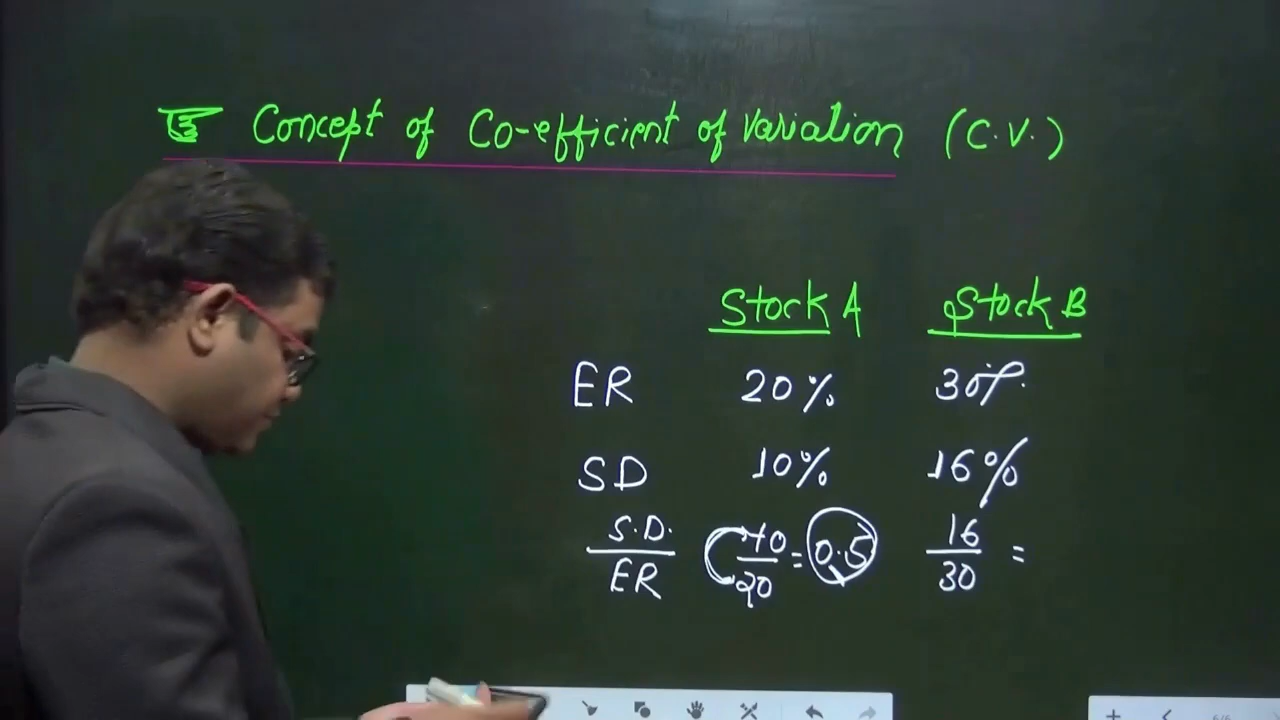 Concept of Co-efficient of Variation (C.V.)
Stock A Stock B
ER 20% 30%
SD 10% 16%
S.D. 10 = 0.5 16 =
ER 20 30